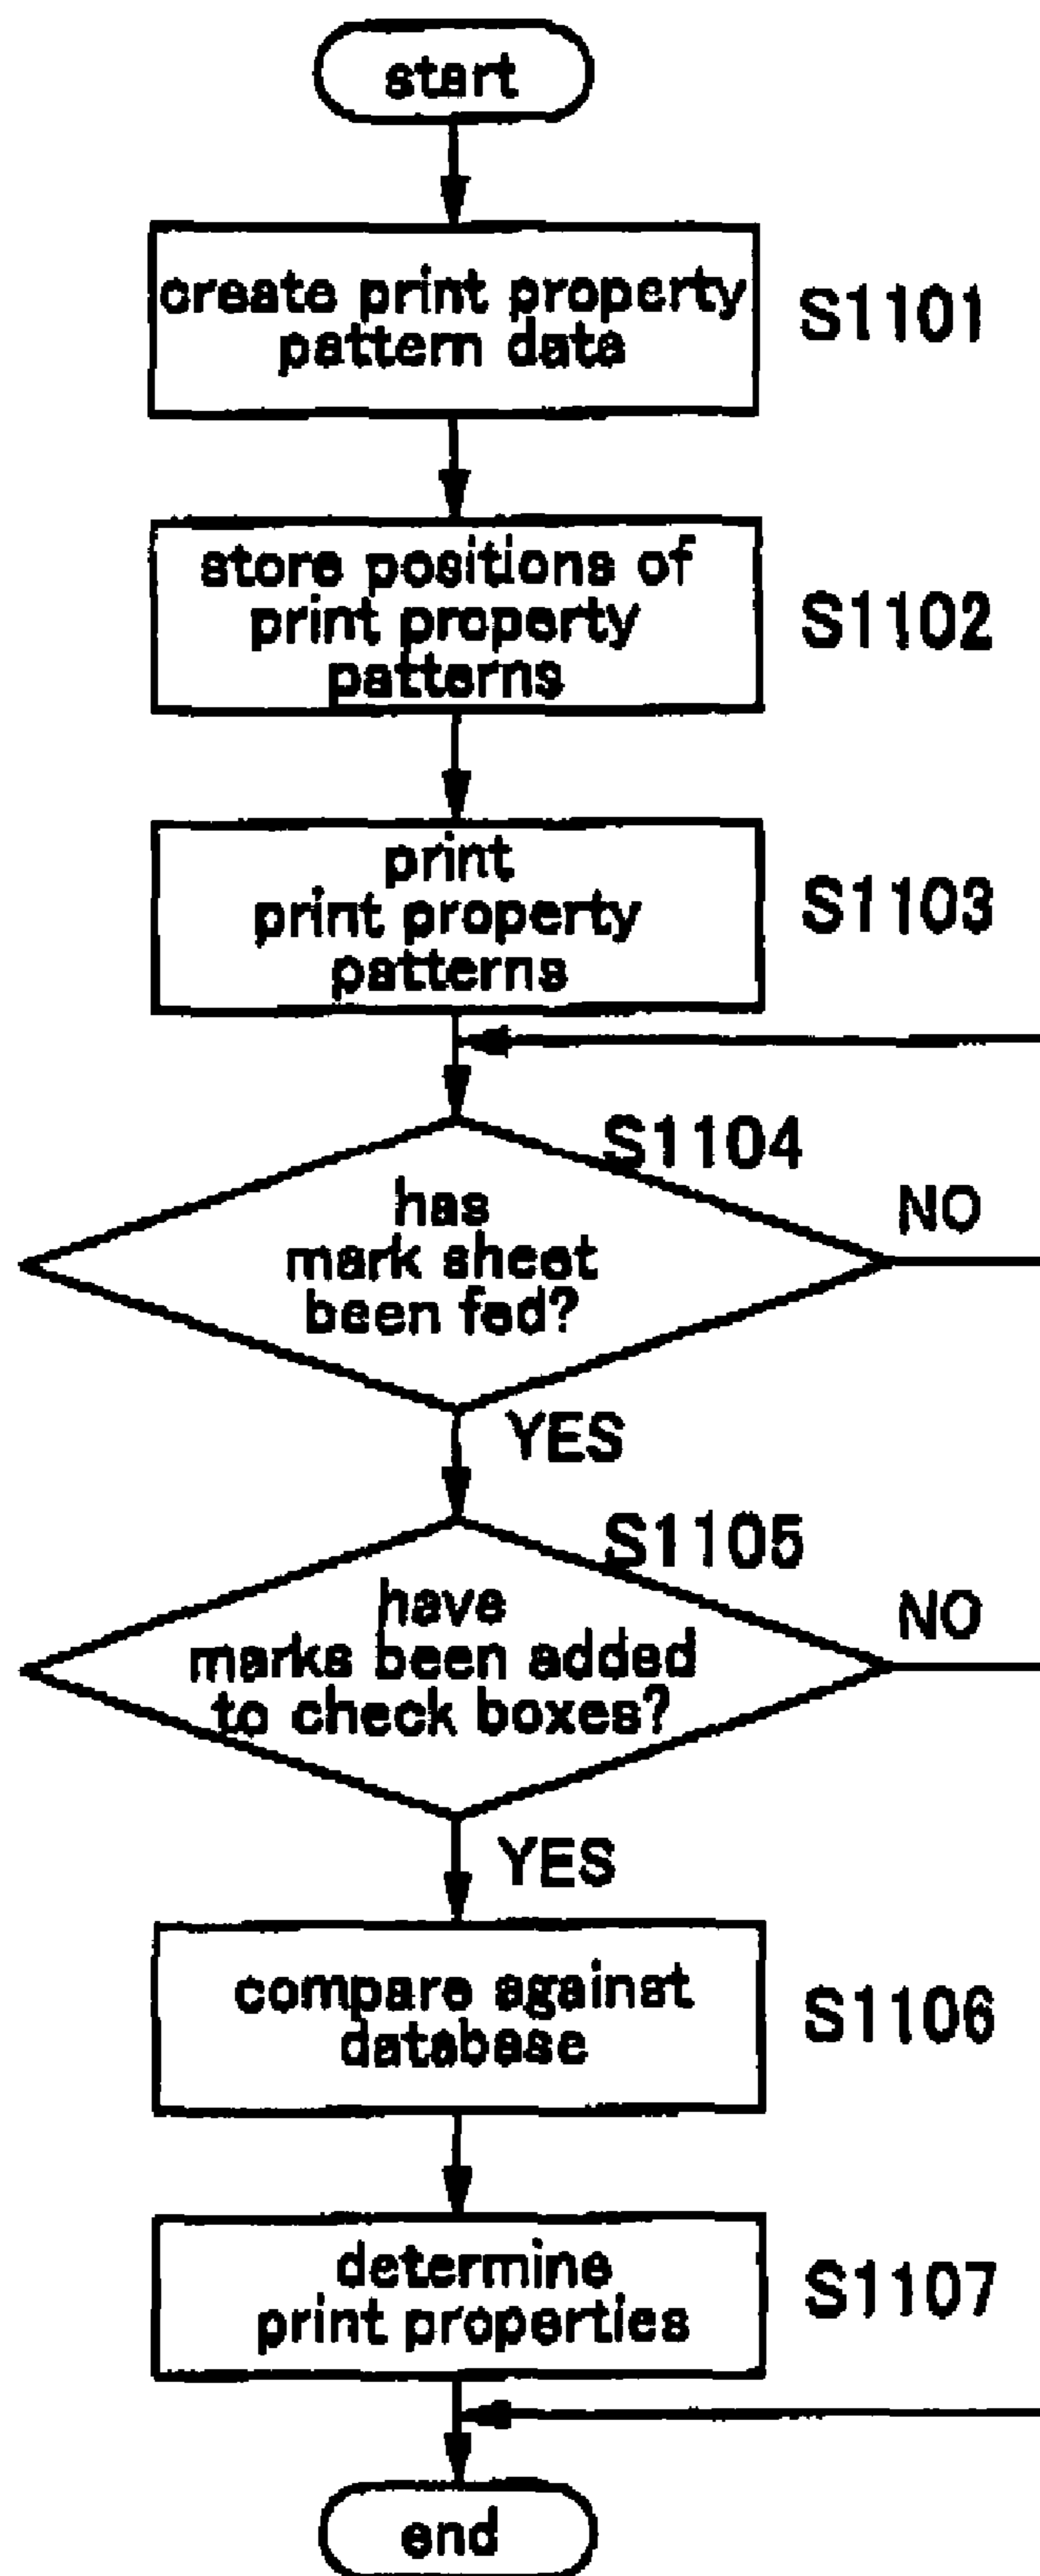 start
create print property
pattern data
S1101
store positions of
print property
patterns
S1102
print
print property
patterns
S1103
S1104
has
mark sheet
been fed?
NO
YES
S1105
have
marks been added
to check boxes?
NO
YES
compare against
database
S1106
determine
print properties
S1107
end